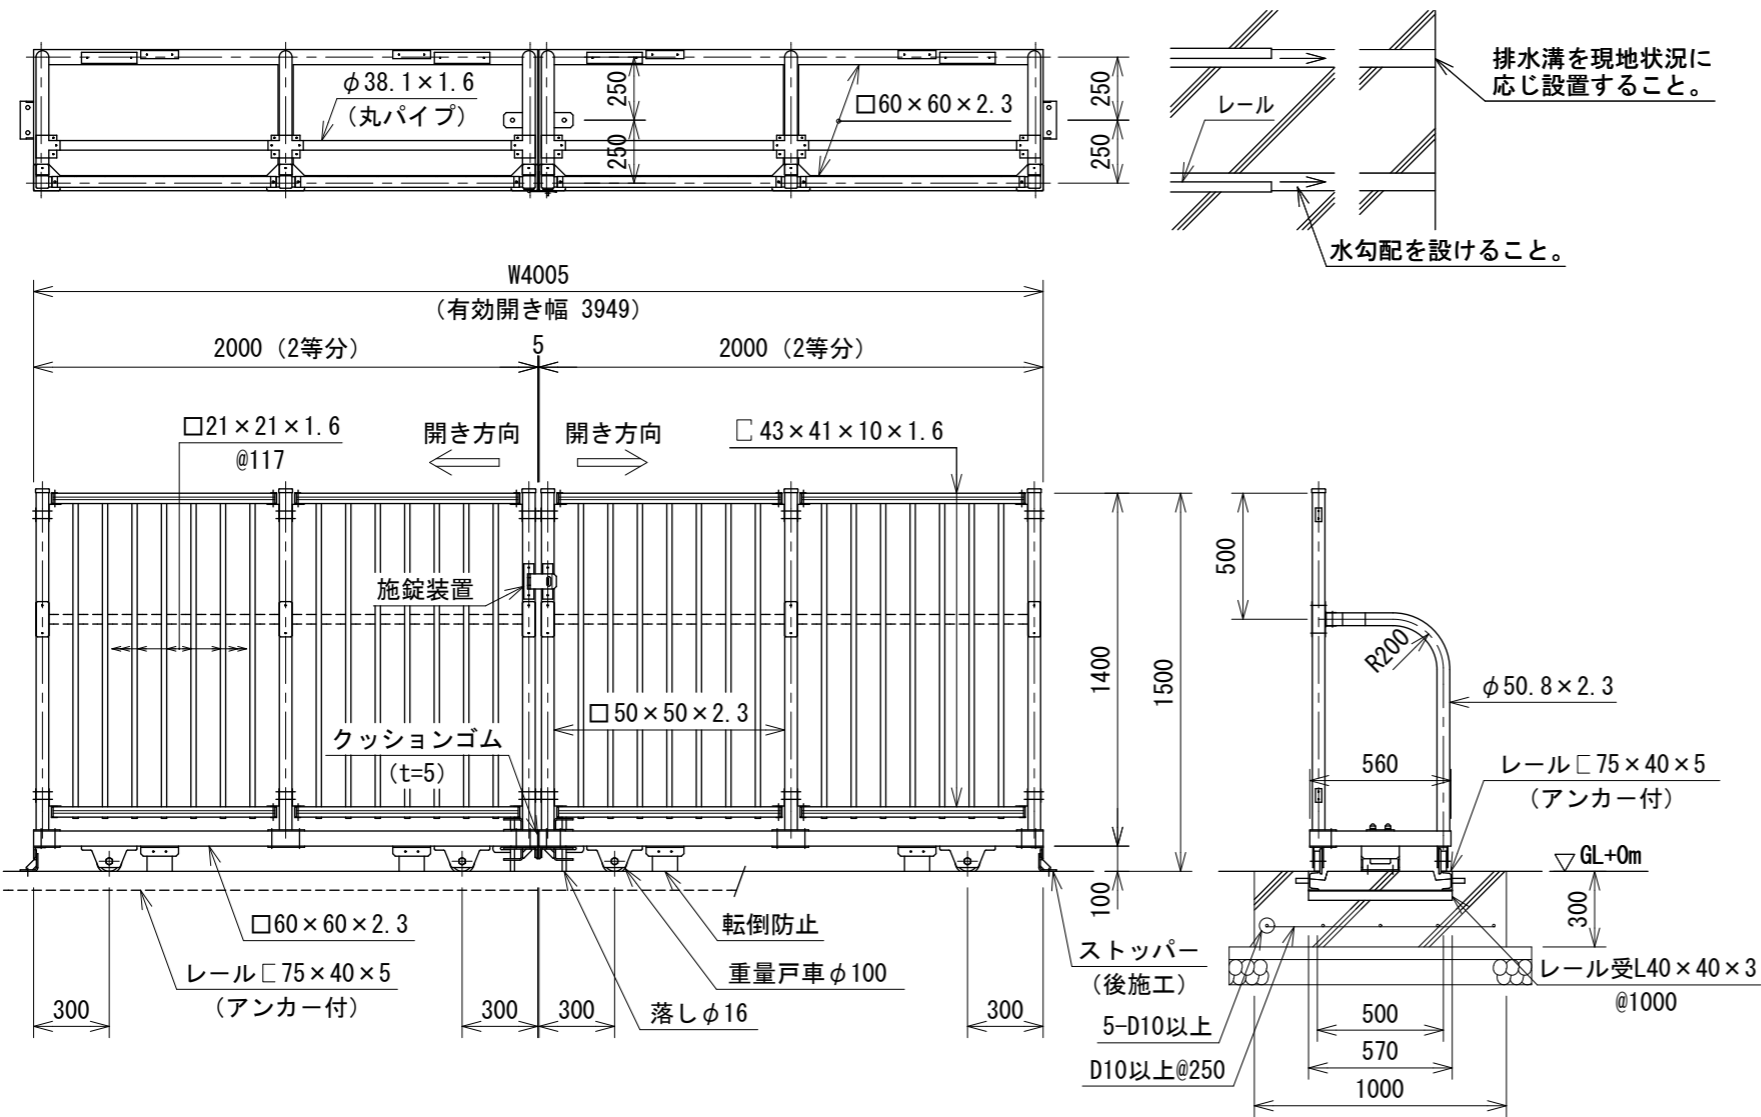 φ38.1×1.6
(丸パイプ)
250
250
□60×60×2.3
250
250
レール
排水溝を現地状況に
応じ設置すること。
水勾配を設けること。
W4005
(有効開き幅 3949)
2000 (2等分)
5
2000 (2等分)
□21×21×1.6
@117
開き方向
開き方向
⊏43×41×10×1.6
施錠装置
□50×50×2.3
クッションゴム
(t=5)
1400
1500
100
500
R200
φ50.8×2.3
560
レール⊏75×40×5
(アンカー付)
▽GL+0m
300
□60×60×2.3
レール⊏75×40×5
(アンカー付)
転倒防止
重量戸車φ100
落しφ16
ストッパー
(後施工)
300
300
300
300
5-D10以上
D10以上@250
レール受L40×40×3
@1000
500
570
1000